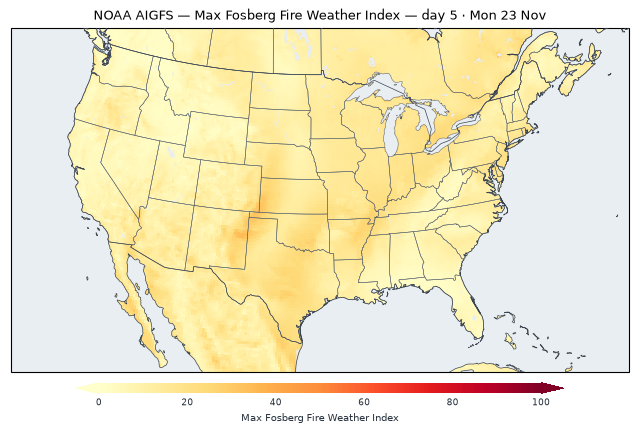 NOAA AIGFS — Max Fosberg Fire Weather Index — day 5 · Mon 23 Nov
0 20 40 60 80 100
Max Fosberg Fire Weather Index